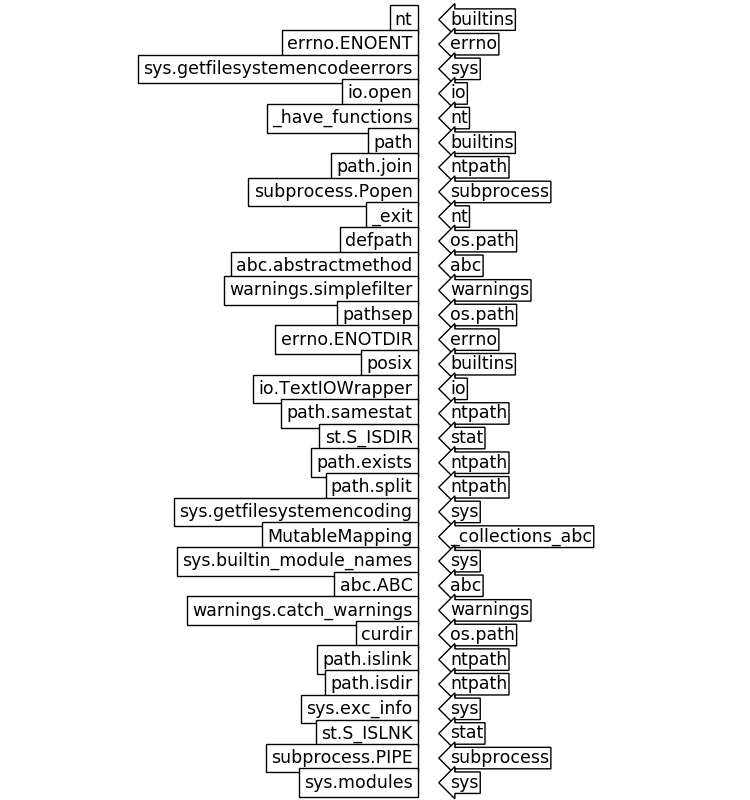 nt builtins
errno.ENOENT errno
sys.getfilesystemencodeerrors sys
io.open io
_have_functions nt
path builtins
path.join ntpath
subprocess.Popen subprocess
_exit nt
defpath os.path
abc.abstractmethod abc
warnings.simplefilter warnings
pathsep os.path
errno.ENOTDIR errno
posix builtins
io.TextIOWrapper io
path.samestat ntpath
st.S_ISDIR stat
path.exists ntpath
path.split ntpath
sys.getfilesystemencoding sys
MutableMapping _collections_abc
sys.builtin_module_names sys
abc.ABC abc
warnings.catch_warnings warnings
curdir os.path
path.islink ntpath
path.isdir ntpath
sys.exc_info sys
st.S_ISLNK stat
subprocess.PIPE subprocess
sys.modules sys